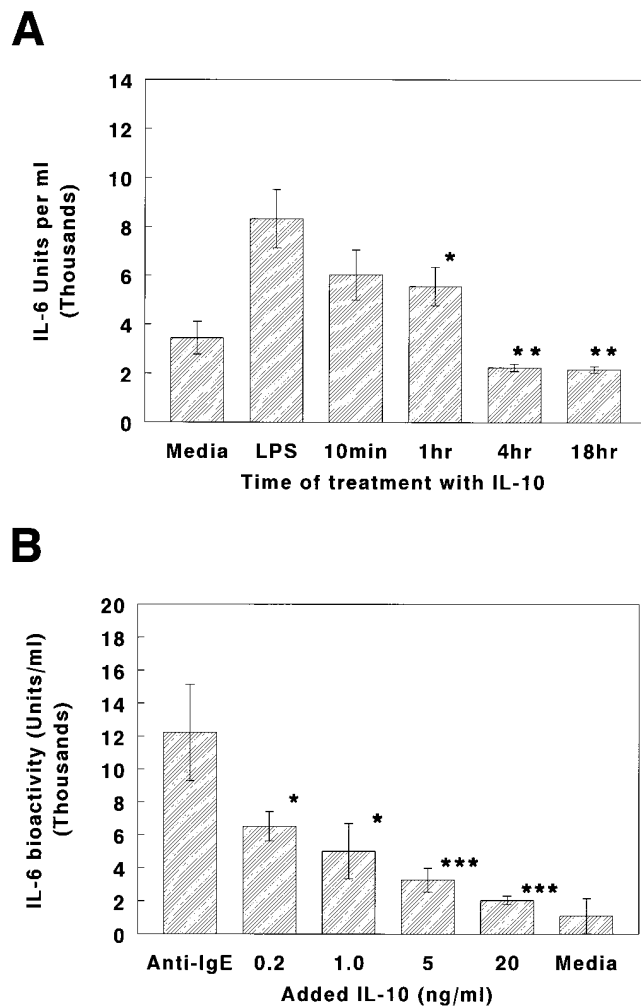 A
14
12
10
8
6
4
2
0
IL-6 Units per ml
(Thousands)
*
**
**
Media LPS 10min 1hr 4hr 18hr
Time of treatment with IL-10
B
20
18
16
14
12
10
8
6
4
2
0
IL-6 bioactivity (Units/ml)
(Thousands)
*
*
***
***
Anti-IgE 0.2 1.0 5 20 Media
Added IL-10 (ng/ml)